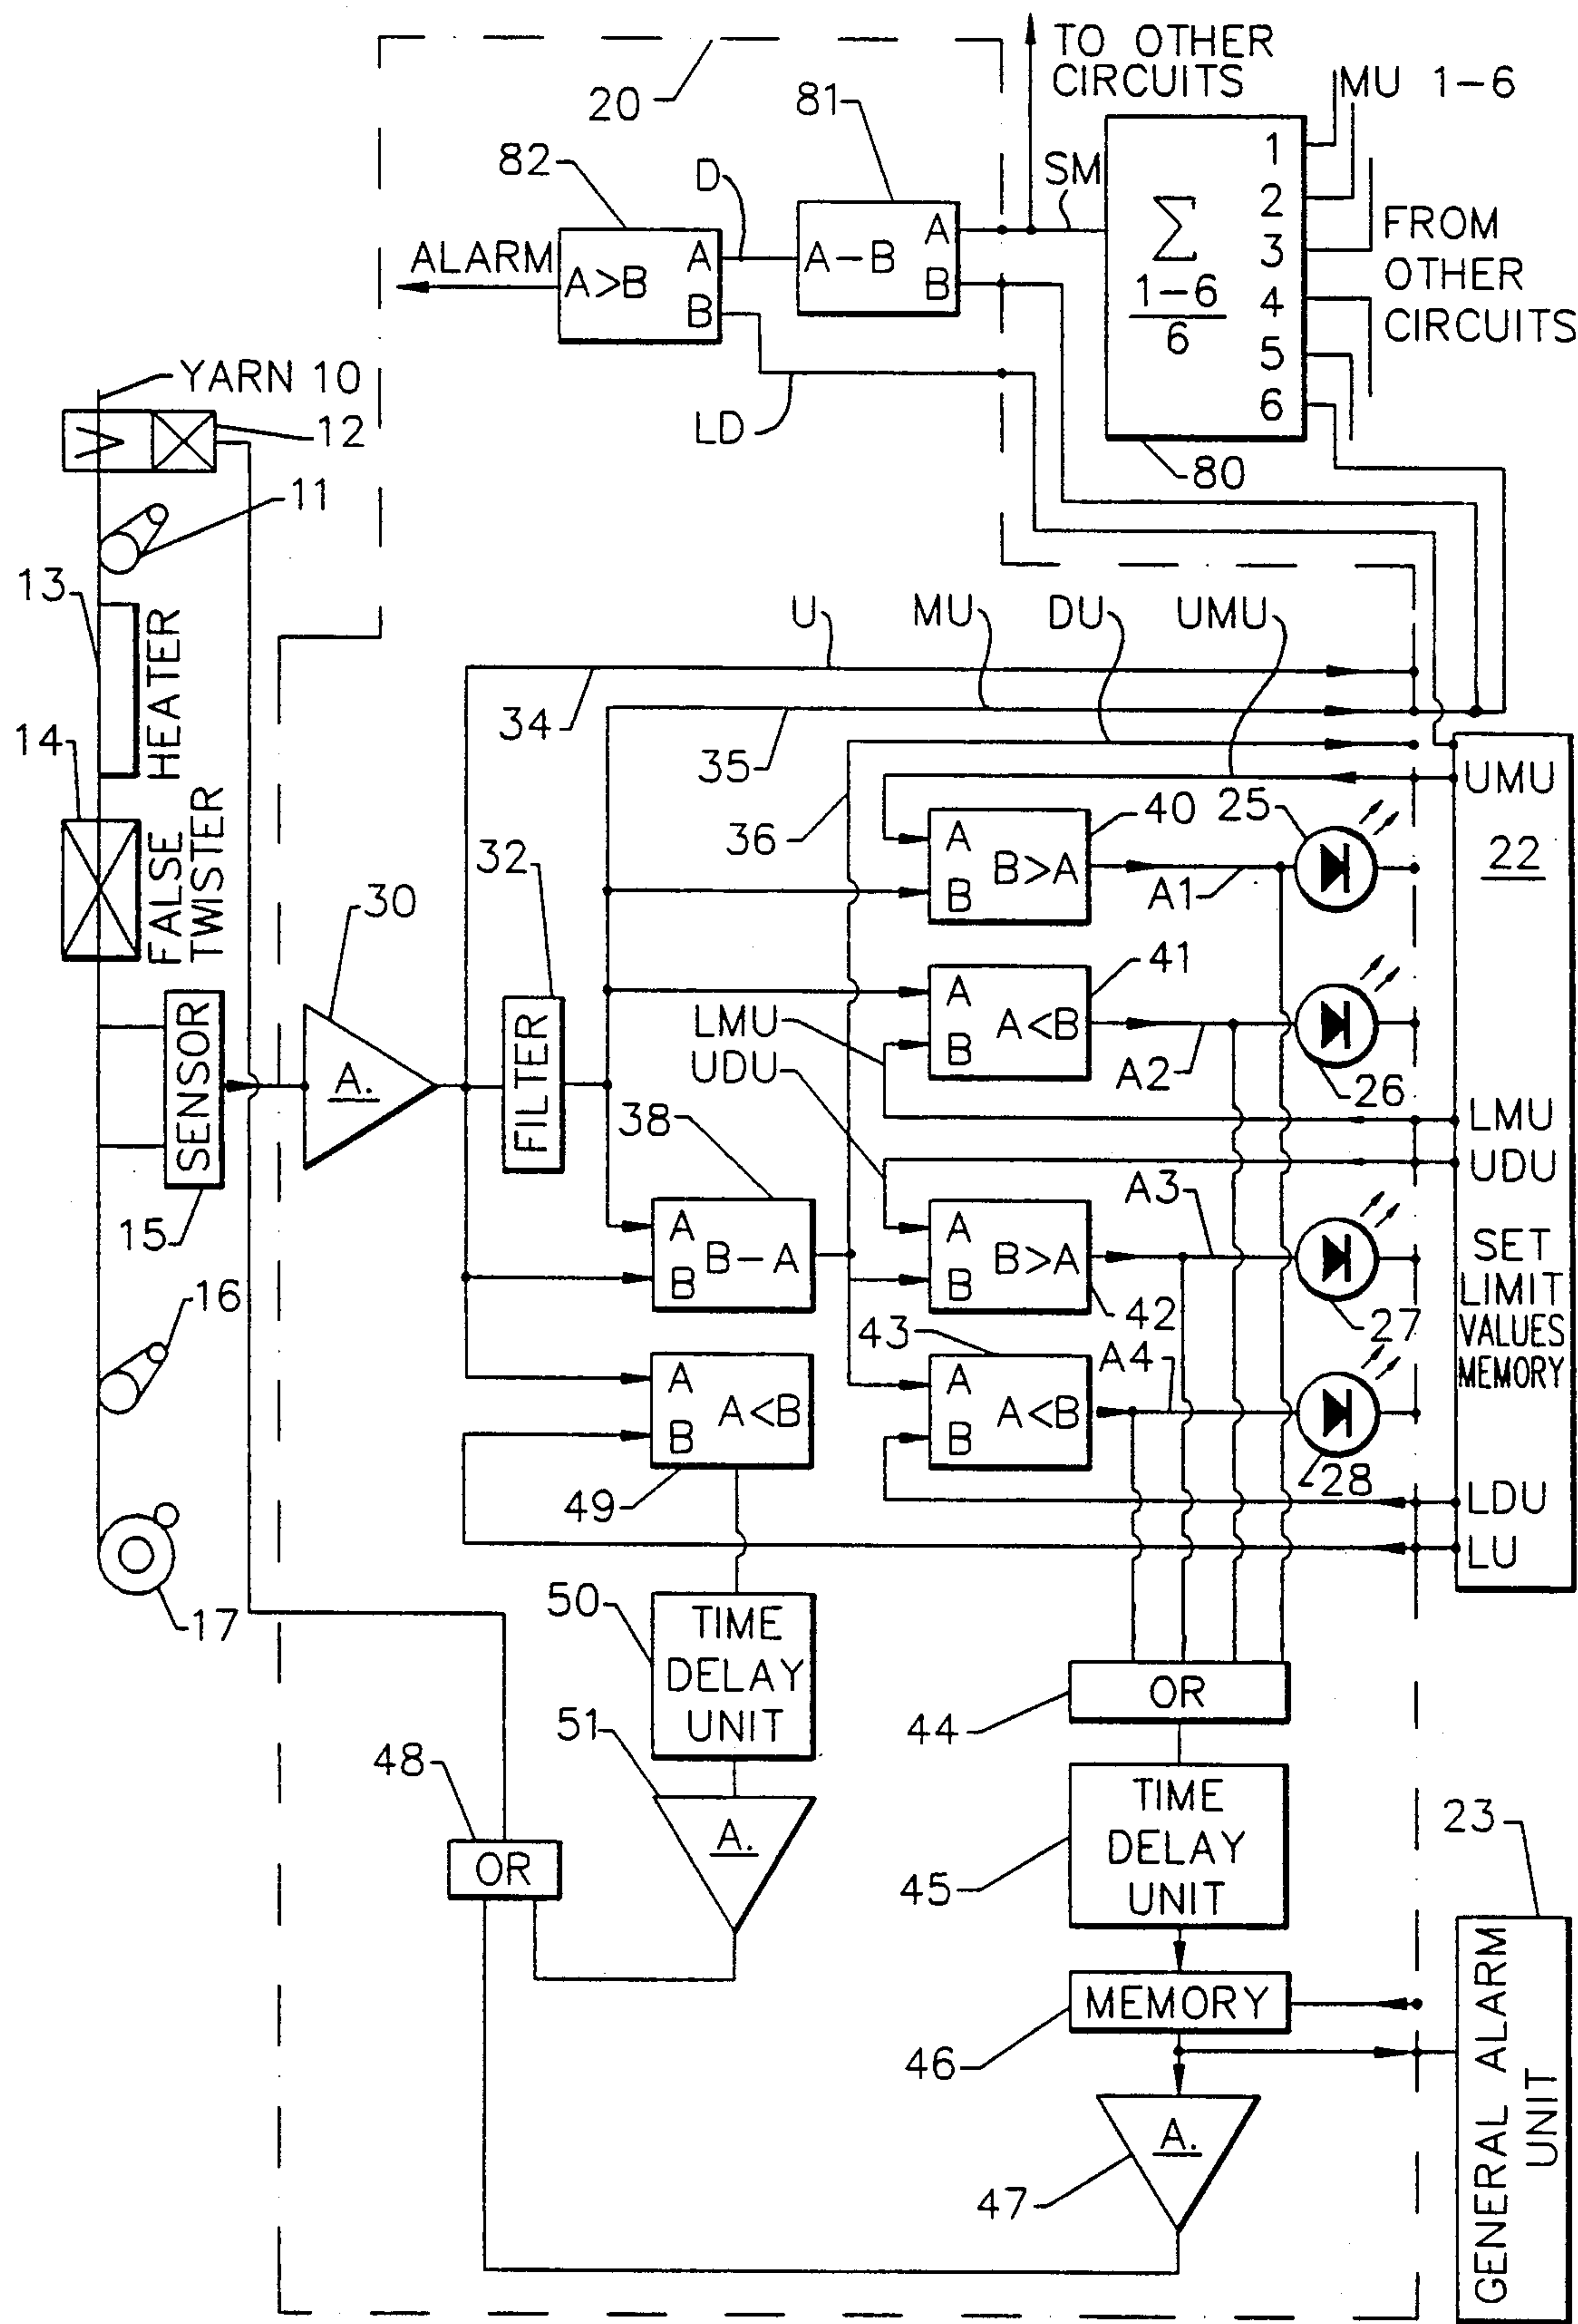 TO OTHER
CIRCUITS
MU 1-6
20
81
82
D
SM
1
2
3
4
5
6
Σ
1-6
6
FROM
OTHER
CIRCUITS
ALARM
A>B
A
B
A-B
A
B
LD
80
YARN 10
12
11
13
HEATER
14
FALSE
TWISTER
U
MU
DU
UMU
34
35
36
UMU
22
40
25
A
B
B>A
A1
32
30
41
A
B
A<B
A2
26
LMU
UDU
SENSOR
A.
FILTER
LMU
UDU
38
15
A
B
B-A
A
B
B>A
A3
42
27
SET
LIMIT
VALUES
MEMORY
16
43
A
B
A<B
A
B
A<B
A4
28
49
LDU
LU
17
50
TIME
DELAY
UNIT
OR
44
51
48
A.
OR
TIME
DELAY
UNIT
45
23
MEMORY
46
A.
47
GENERAL ALARM
UNIT